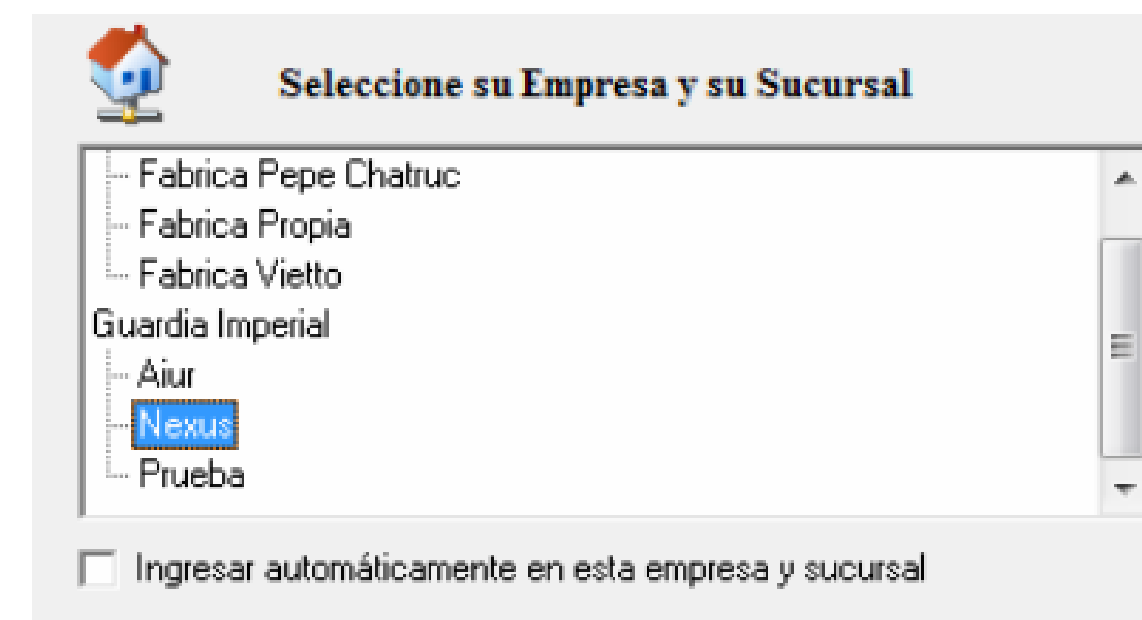 Seleccione su Empresa y su Sucursal
Fabrica Pepe Chatruc
Fabrica Propia
Fabrica Vietto
Guardia Imperial
Aiur
Nexus
Prueba
Ingresar automáticamente en esta empresa y sucursal